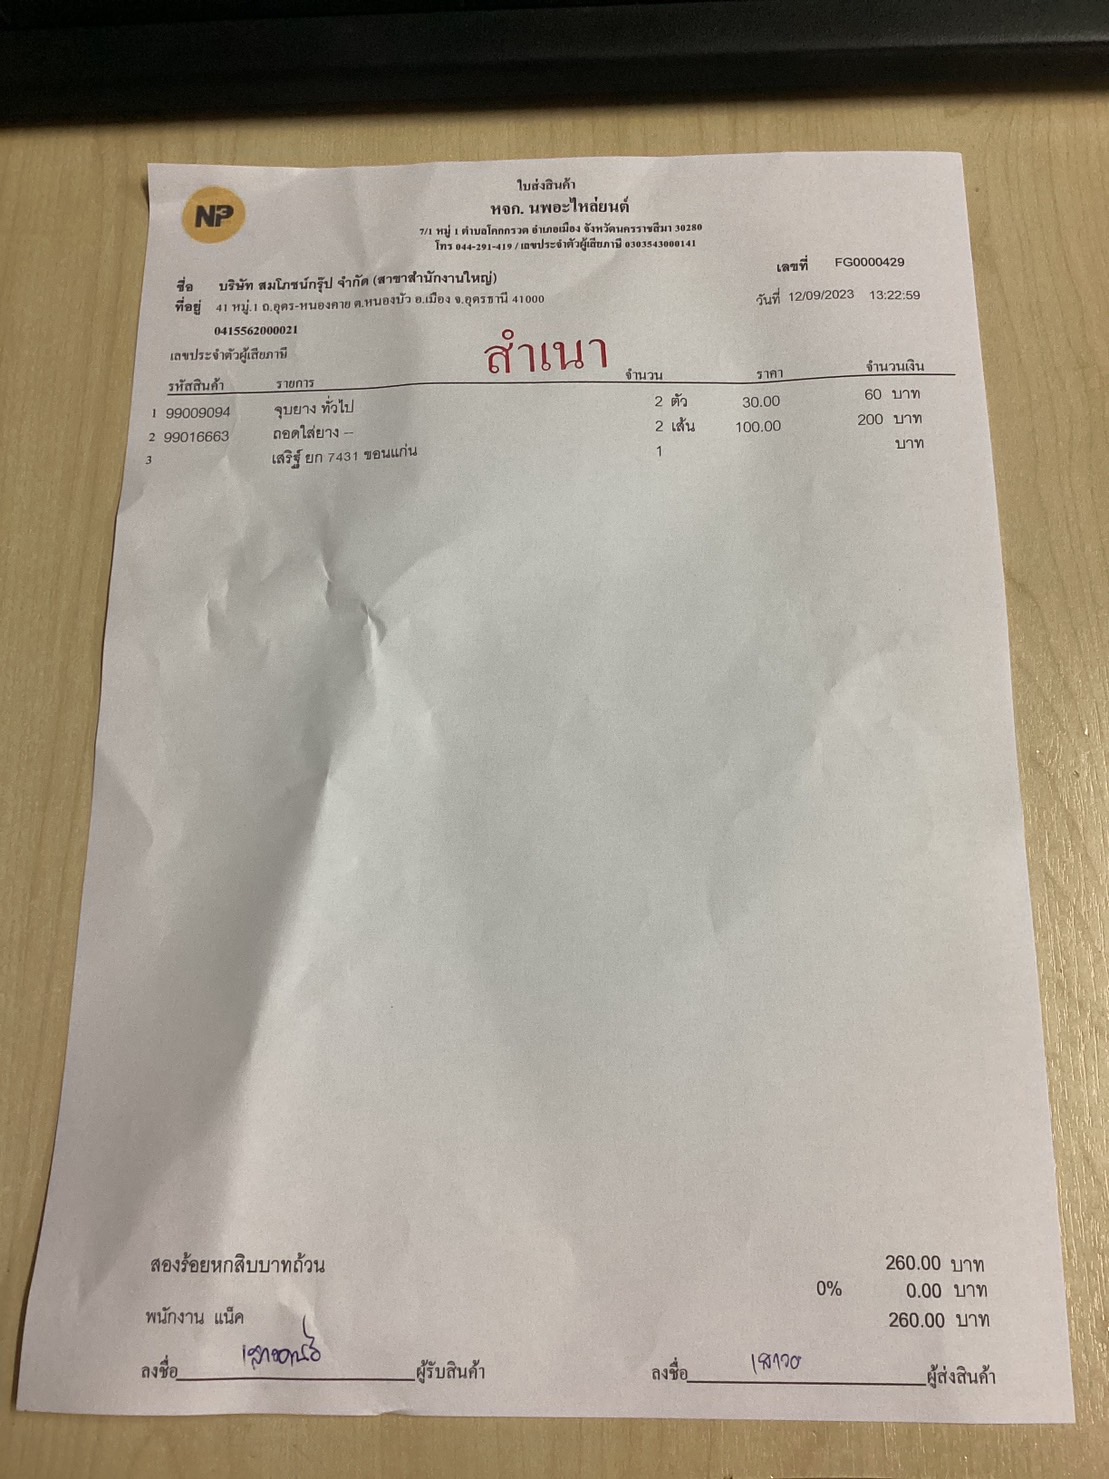 NP
ใบส่งสินค้า
หจก. นพอะไหล่ยนต์
7/1 หมู่ 1 ตำบลโคกกรวด อำเภอเมือง จังหวัดนครราชสีมา 30280
โทร 044-291-419 / เลขประจำตัวผู้เสียภาษี 0303543000141
เลขที่ FG0000429
ชื่อ บริษัท สมโภชน์กรุ๊ป จำกัด (สาขาสำนักงานใหญ่)
ที่อยู่ 41 หมู่.1 ถ.อุดร-หนองคาย ต.หนองบัว อ.เมือง จ.อุดรธานี 41000
วันที่ 12/09/2023 13:22:59
0415562000021
เลขประจำตัวผู้เสียภาษี
สำเนา
รหัสสินค้า รายการ จำนวน ราคา จำนวนเงิน
1 99009094 จุบยาง ทั่วไป 2 ตัว 30.00 60 บาท
2 99016663 ถอดใส่ยาง -- 2 เส้น 100.00 200 บาท
3 เสริฐ์ ยก 7431 ขอนแก่น 1 บาท
สองร้อยหกสิบบาทถ้วน 260.00 บาท
0% 0.00 บาท
พนักงาน แน็ค 260.00 บาท
ลงชื่อ ผู้รับสินค้า ลงชื่อ ผู้ส่งสินค้า